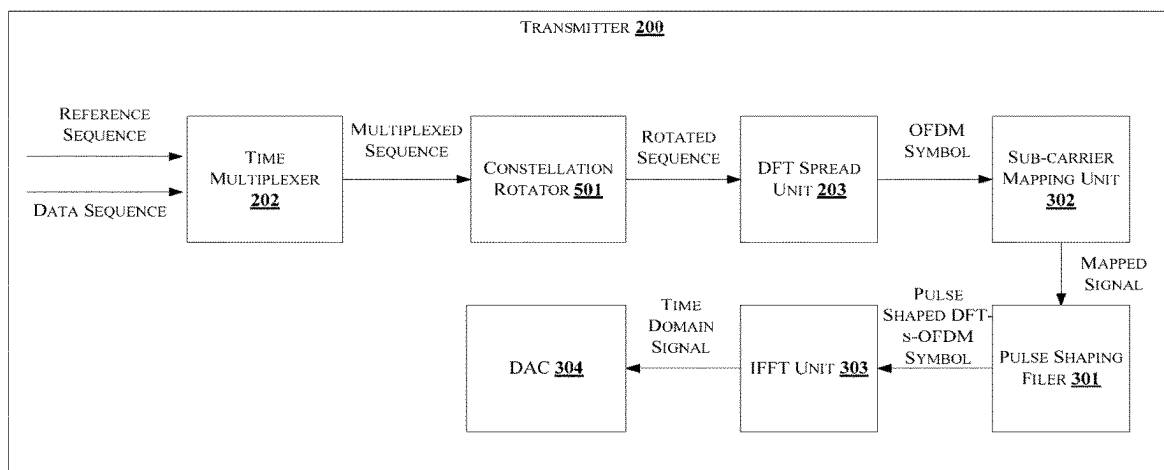 TRANSMITTER 200
REFERENCE
SEQUENCE
DATA SEQUENCE
TIME
MULTIPLEXER
202
MULTIPLEXED
SEQUENCE
CONSTELLATION
ROTATOR 501
ROTATED
SEQUENCE
DFT SPREAD
UNIT 203
OFDM
SYMBOL
SUB-CARRIER
MAPPING UNIT
302
MAPPED
SIGNAL
PULSE SHAPING
FILER 301
PULSE
SHAPED DFT-
S-OFDM
SYMBOL
IFFT UNIT 303
TIME
DOMAIN
SIGNAL
DAC 304